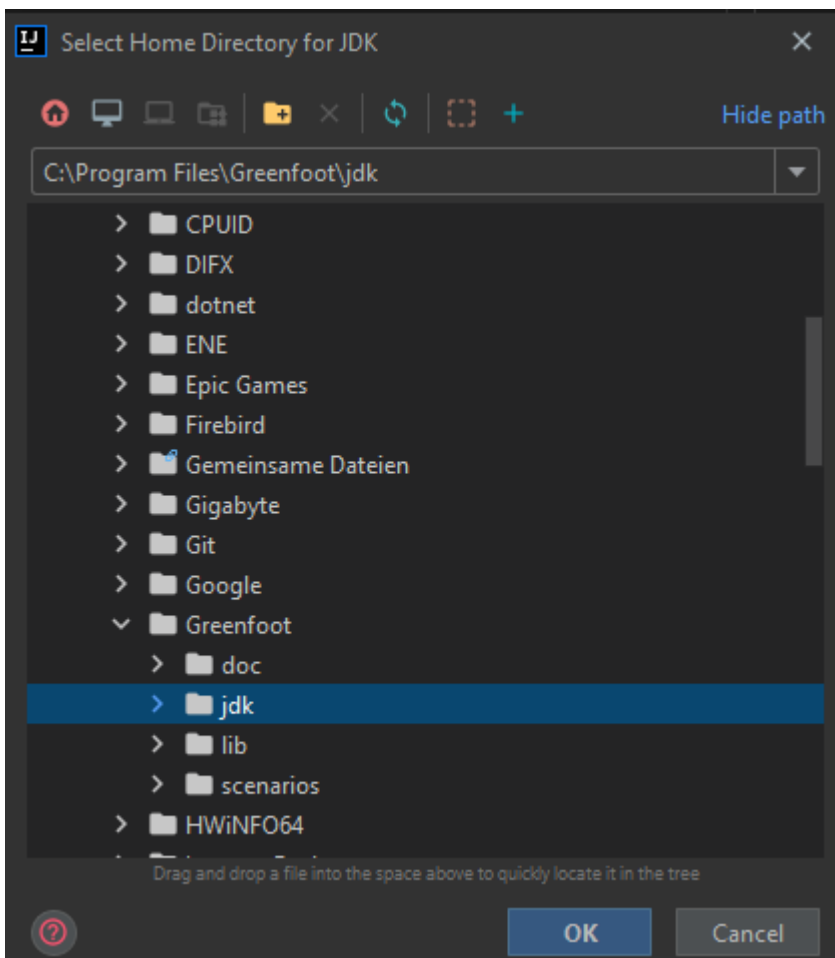 IJ Select Home Directory for JDK
Hide path
C:\Program Files\Greenfoot\jdk
CPUID
DIFX
dotnet
ENE
Epic Games
Firebird
Gemeinsame Dateien
Gigabyte
Git
Google
Greenfoot
doc
jdk
lib
scenarios
HWiNFO64
Drag and drop a file into the space above to quickly locate it in the tree
? OK Cancel